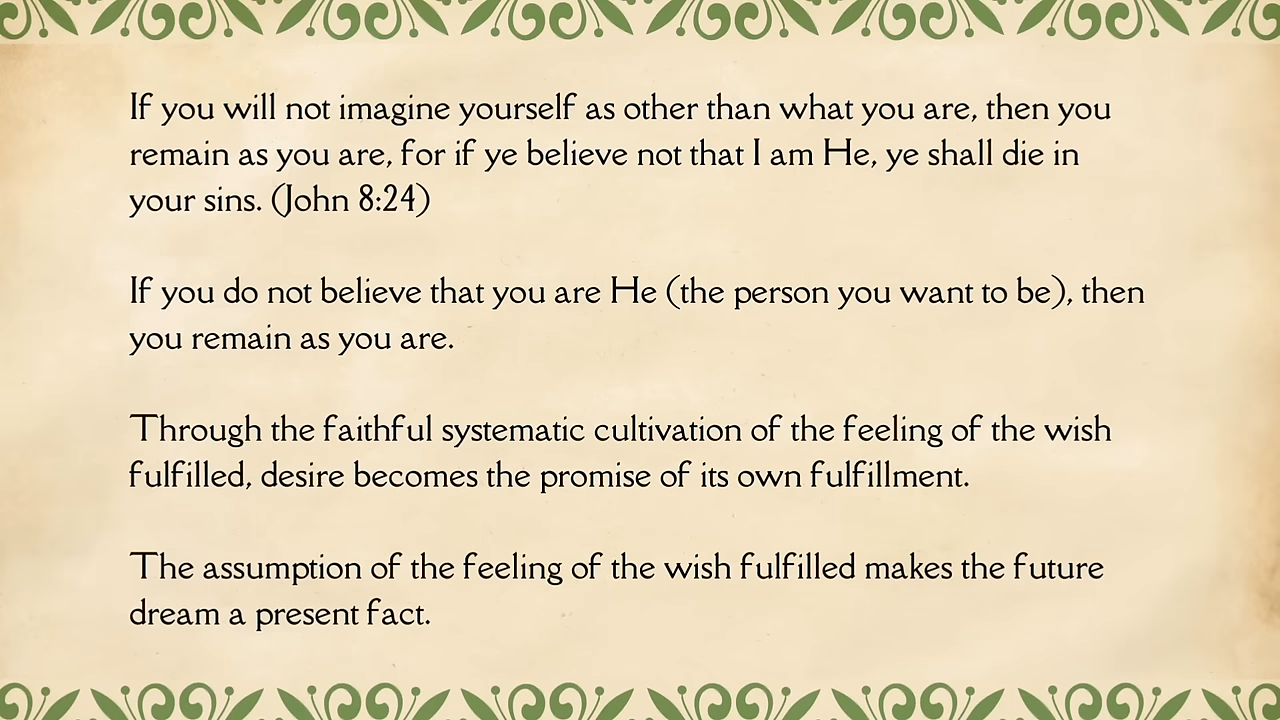 If you will not imagine yourself as other than what you are, then you
remain as you are, for if ye believe not that I am He, ye shall die in
your sins. (John 8:24)
If you do not believe that you are He (the person you want to be), then
you remain as you are.
Through the faithful systematic cultivation of the feeling of the wish
fulfilled, desire becomes the promise of its own fulfillment.
The assumption of the feeling of the wish fulfilled makes the future
dream a present fact.